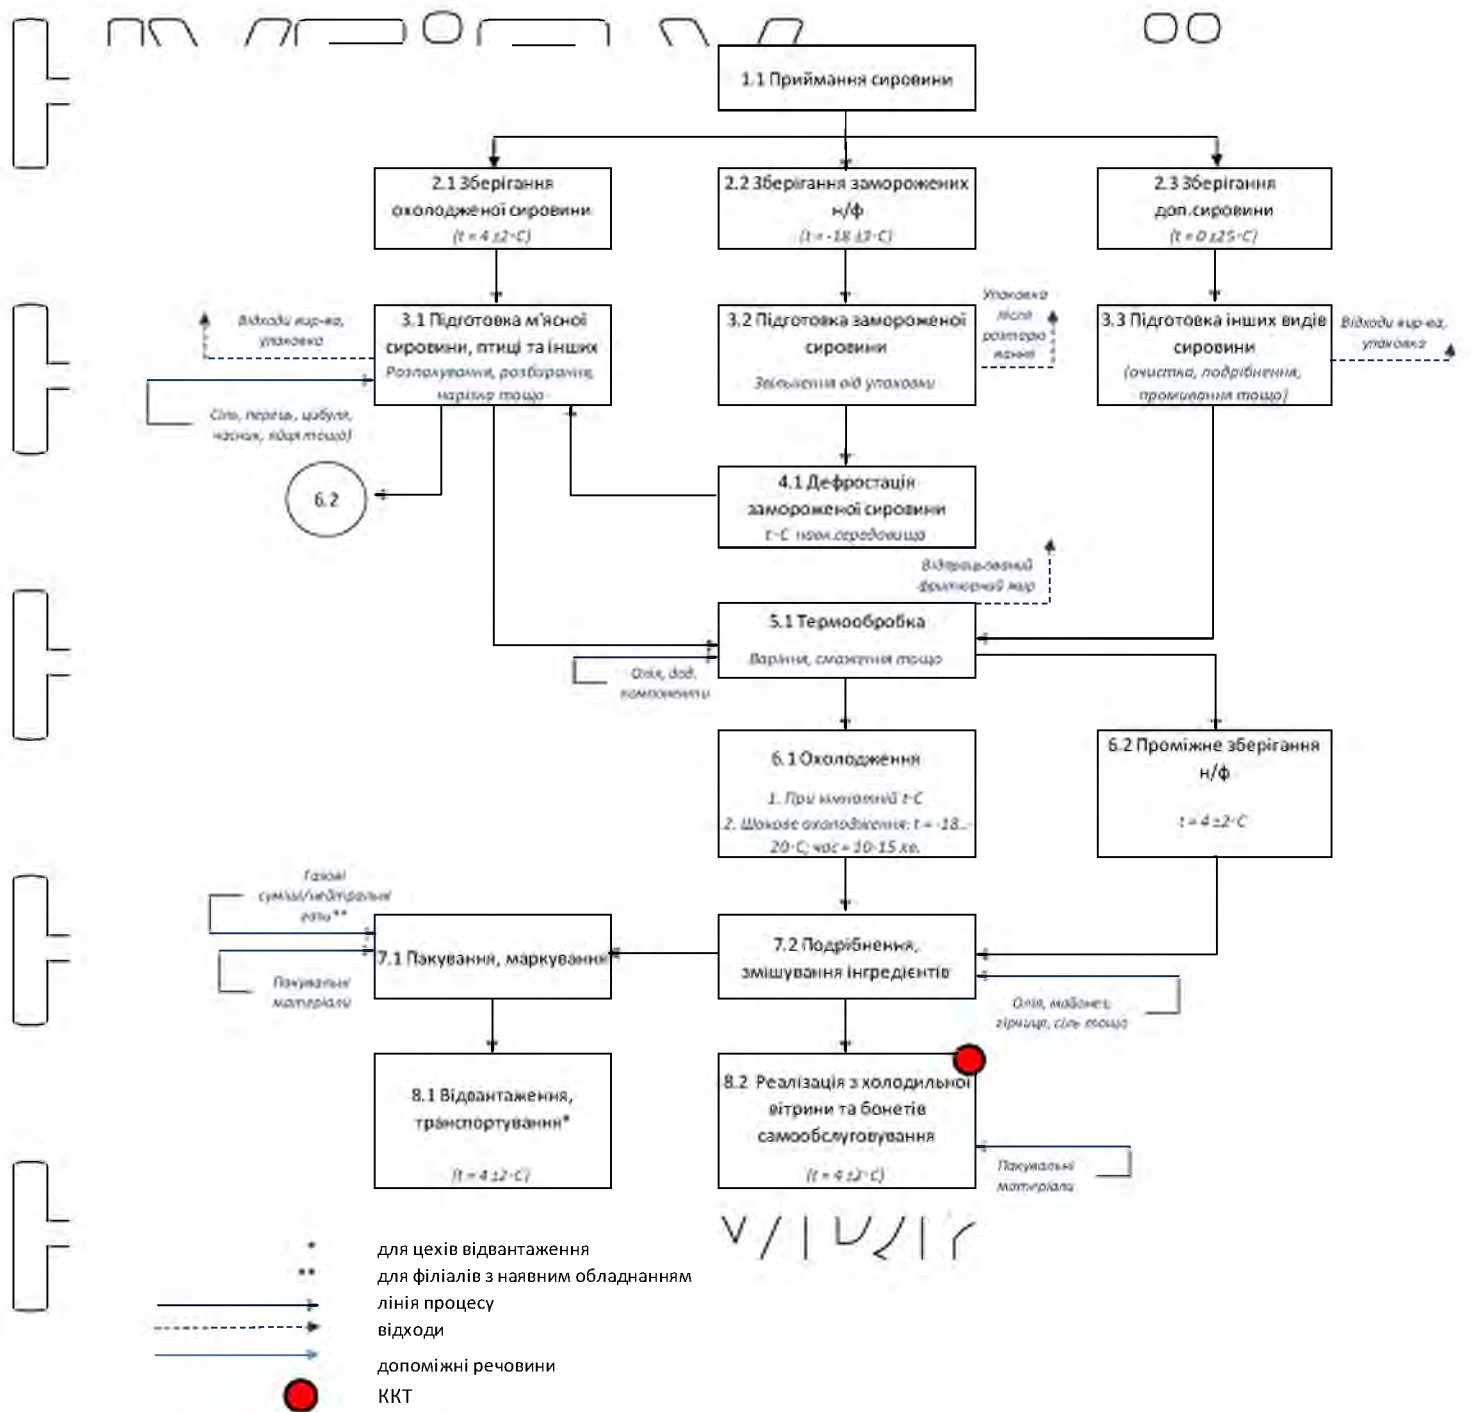 1.1 Приймання сировини
2.1 Зберігання
охолодженої сировини
(t = 4 ±2◦C)
2.2 Зберігання заморожених
н/ф
(t = -18 ±3◦C)
2.3 Зберігання
доп.сировини
(t = 0 ±25◦C)
Відходи вир-ва,
упаковка
3.1 Підготовка м'ясної
сировини, птиці та інших
Розпакування, розбирання,
нарізка тощо
3.2 Підготовка замороженої
сировини
Звільнення від упаковки
Упаковка
після
розпарю
вання
3.3 Підготовка інших видів
сировини
(очистка, подрібнення,
промивання тощо)
Відходи вир-ва,
упаковка
Сіль, перець, цибуля,
часник, яйця тощо)
6.2
4.1 Дефростація
замороженої сировини
t◦C навк.середовища
Відпрацьований
фритюрний жир
5.1 Термообробка
Варіння, смаження тощо
Олія, дод.
компоненти
6.1 Охолодження
1. При кімнатній t◦C
2. Шокове охолодження: t = -18..-
20◦C; час = 10-15 хв.
6.2 Проміжне зберігання
н/ф
t = 4 ±2◦C
Газові
суміші/нейтральні
гази**
7.1 Пакування, маркування
Пакувальні
матеріали
7.2 Подрібнення,
змішування інгредієнтів
Олія, майонез,
гірчиця, сіль тощо
8.1 Відвантаження,
транспортування*
(t = 4 ±2◦C)
8.2 Реалізація з холодильної
вітрини та бонетів
самообслуговування
(t = 4 ±2◦C)
Пакувальні
матеріали
* для цехів відвантаження
** для філіалів з наявним обладнанням
лінія процесу
відходи
допоміжні речовини
ККТ